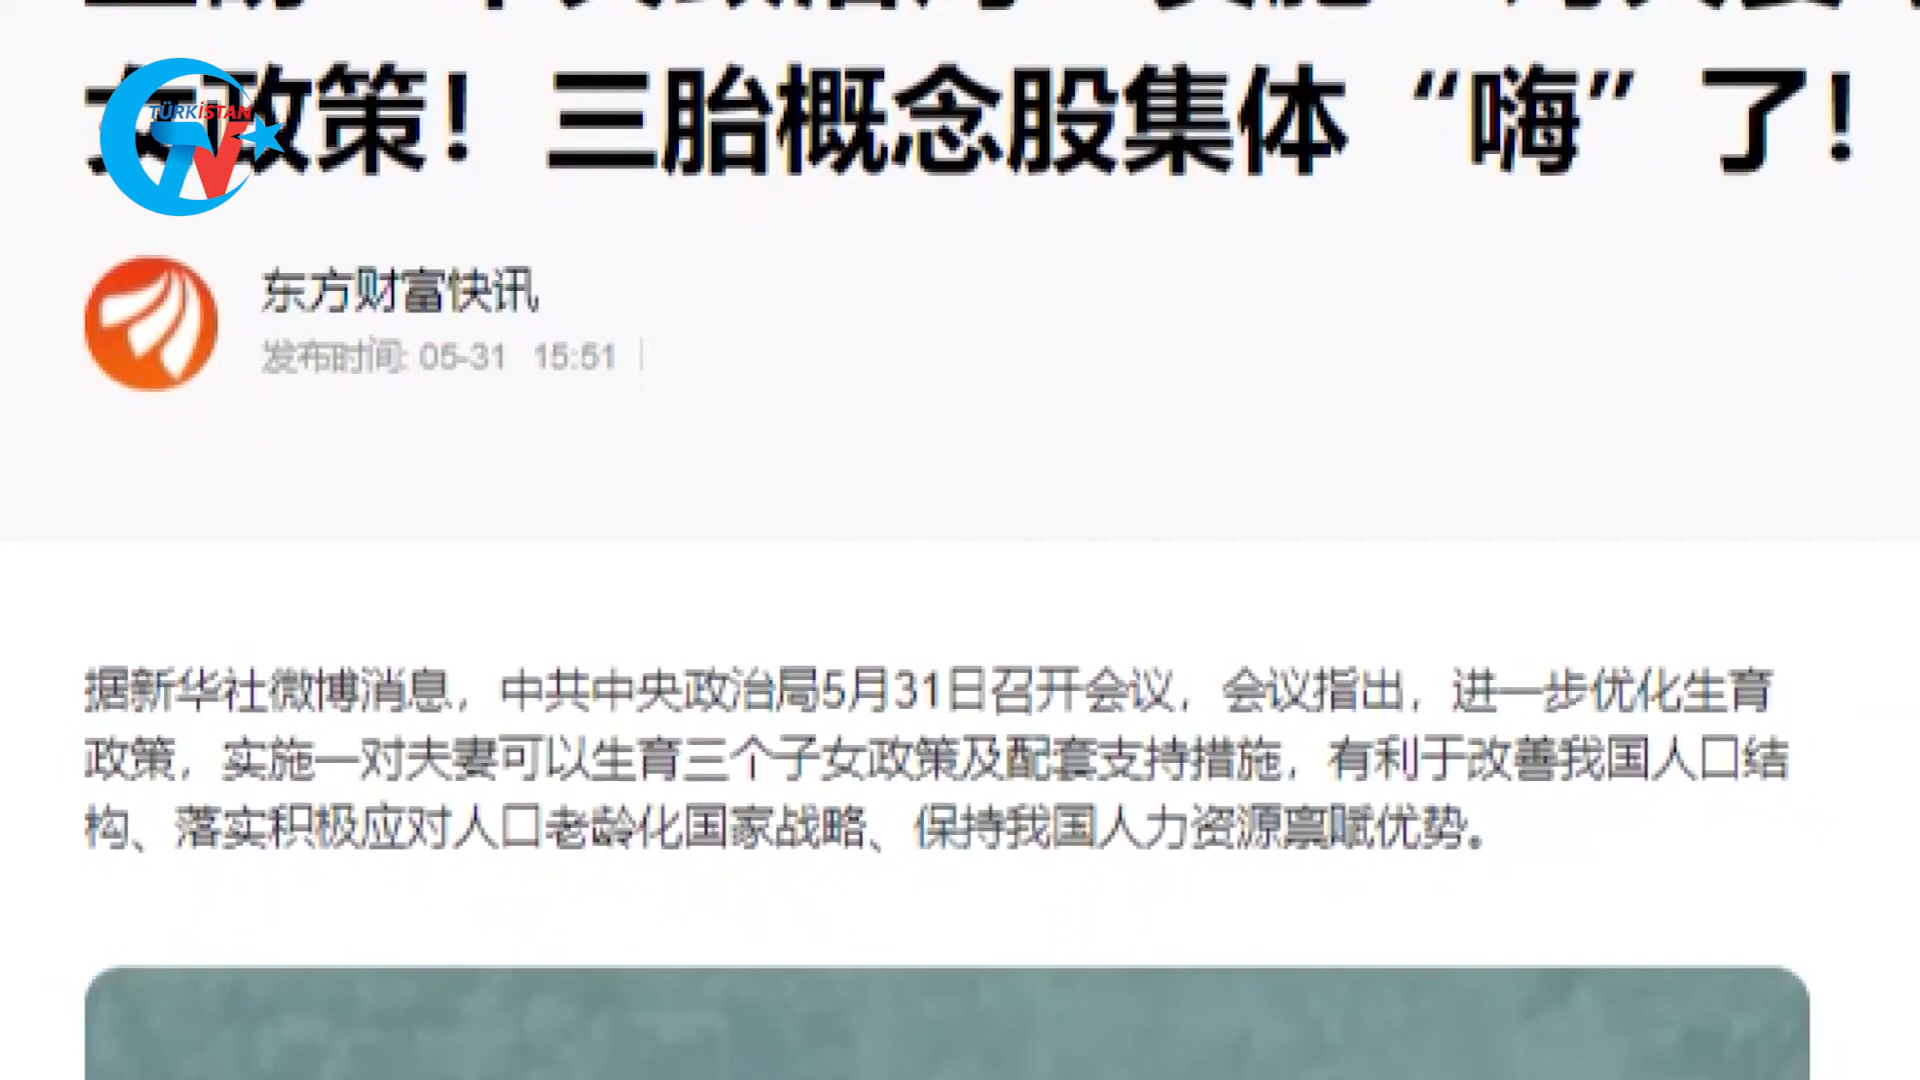 女政策！三胎概念股集体“嗨”了！
TÜRKİSTAN
TV
东方财富快讯
发布时间: 05-31 15:51
据新华社微博消息，中共中央政治局5月31日召开会议，会议指出，进一步优化生育
政策，实施一对夫妻可以生育三个子女政策及配套支持措施，有利于改善我国人口结
构、落实积极应对人口老龄化国家战略、保持我国人力资源禀赋优势。